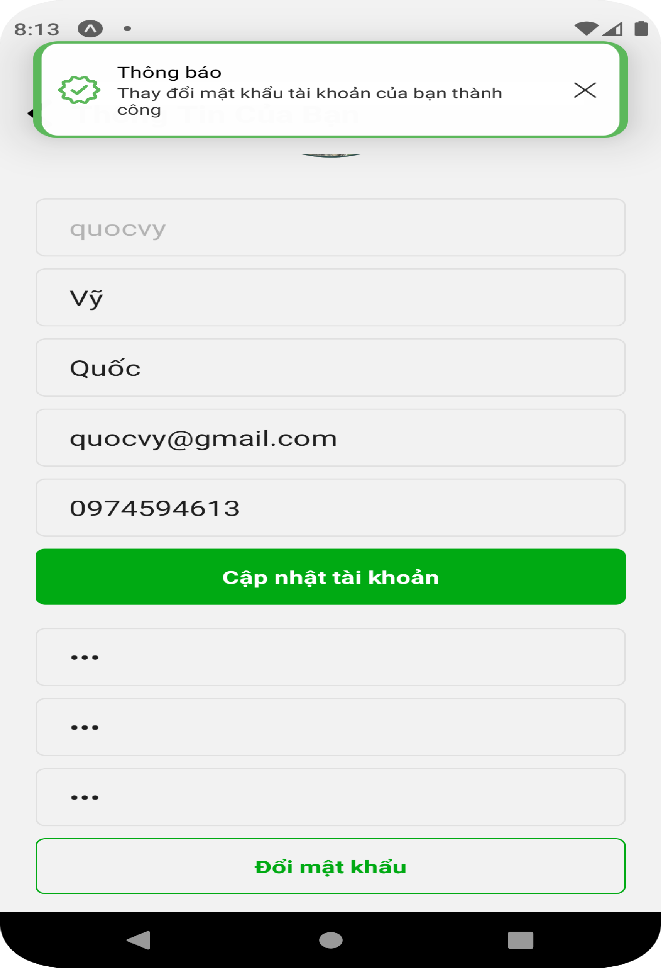 8:13
Thông báo
Thay đổi mật khẩu tài khoản của bạn thành
công
quocvy
Vỹ
Quốc
quocvy@gmail.com
0974594613
Cập nhật tài khoản
•••
•••
•••
Đổi mật khẩu